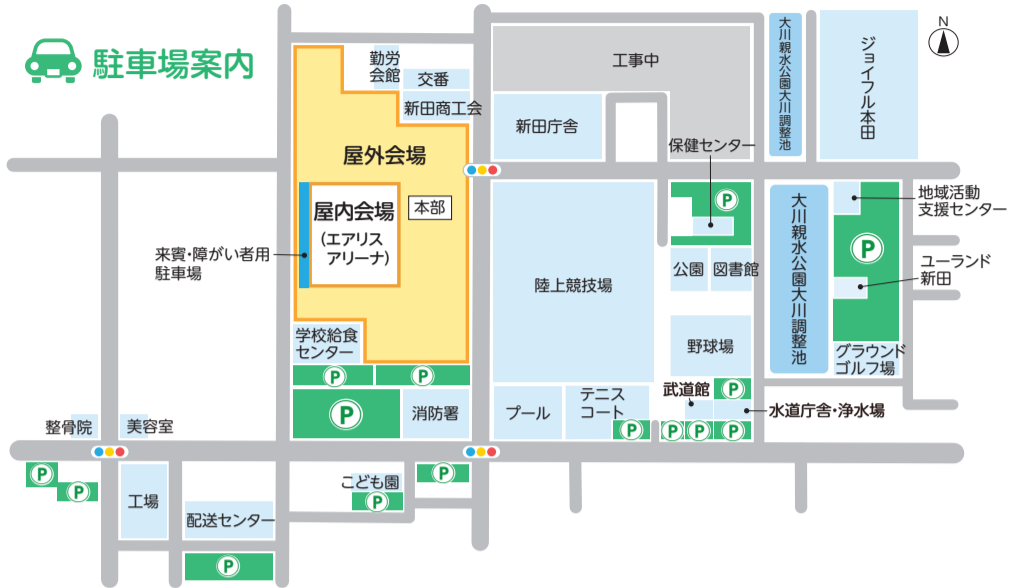 駐車場案内
N
勤労
会館
交番
新田商工会
工事中
大川親水公園大川調整池
ジョイフル本田
新田庁舎
保健センター
屋外会場
屋内会場
(エアリス
アリーナ)
本部
来賓・障がい者用
駐車場
陸上競技場
P
公園
図書館
大川親水公園大川調整池
P
地域活動
支援センター
ユーランド
新田
グラウンド
ゴルフ場
学校給食
センター
野球場
P
P
P
消防署
プール
テニス
コート
武道館
P
水道庁舎・浄水場
P
P
P
P
整骨院
美容室
P
P
工場
配送センター
こども園
P
P
P